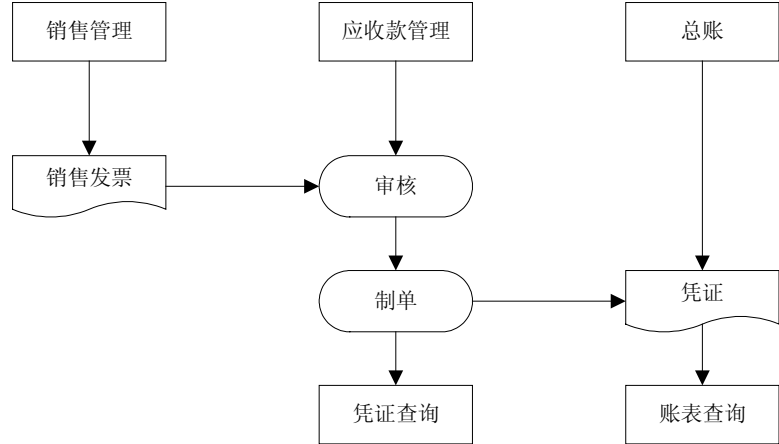 销售管理
应收款管理
总账
销售发票
审核
制单
凭证
凭证查询
账表查询